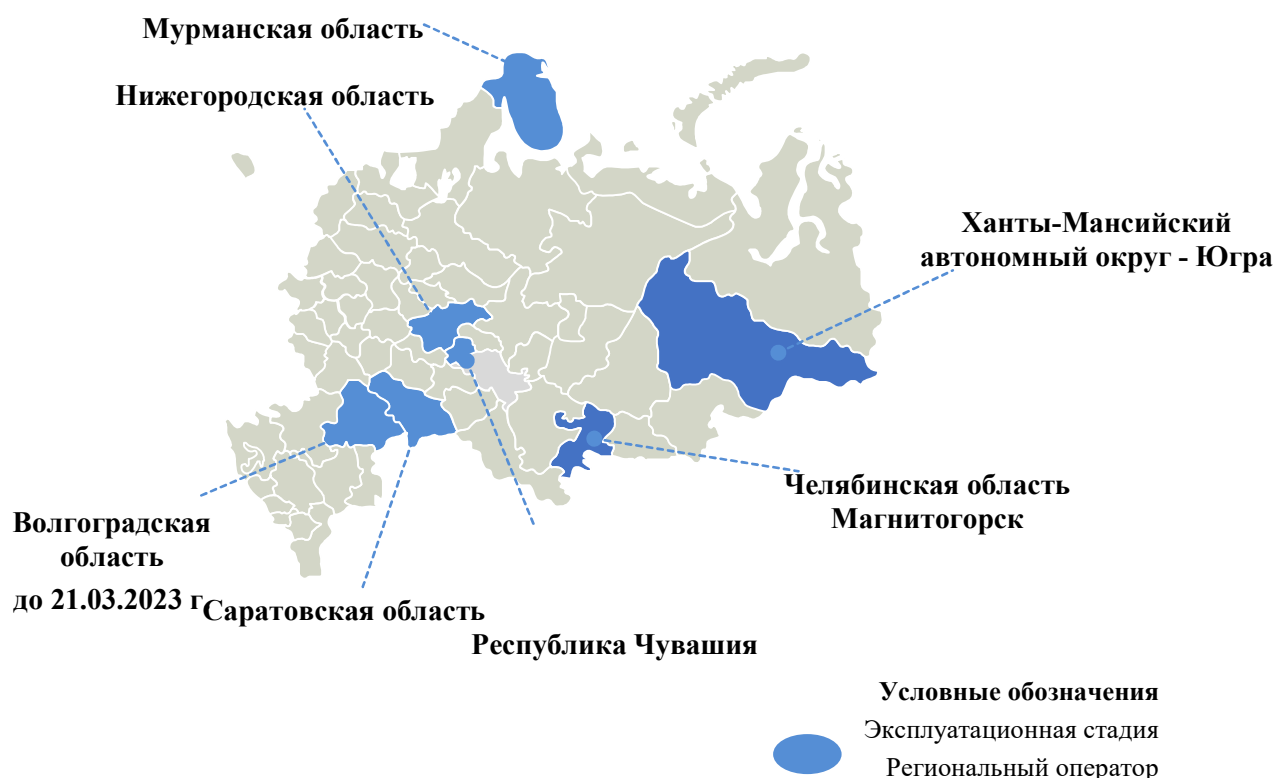 Мурманская область
Нижегородская область
Ханты-Мансийский
автономный округ - Югра
Челябинская область
Магнитогорск
Волгоградская
область
до 21.03.2023 г
Саратовская область
Республика Чувашия
Условные обозначения
Эксплуатационная стадия
Региональный оператор